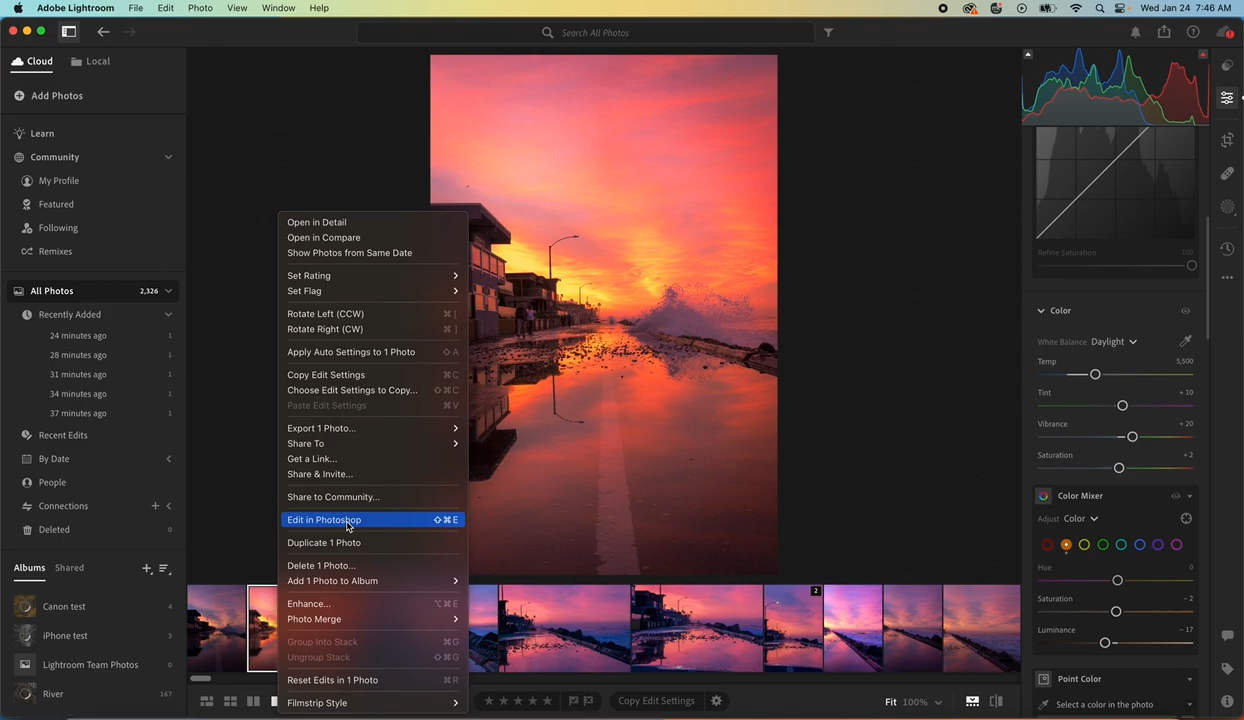 Adobe Lightroom File Edit Photo View Window Help Wed Jan 24 7:46 AM
Search All Photos
Cloud Local
Add Photos
Learn
Community
My Profile
Featured
Following
Remixes
All Photos 2,326
Recently Added
24 minutes ago 1
28 minutes ago 1
31 minutes ago 1
34 minutes ago 1
37 minutes ago 1
Recent Edits
By Date
People
Connections
Deleted 0
Albums Shared
Canon test 4
iPhone test 3
Lightroom Team Photos 0
River 167
Open in Detail
Open in Compare
Show Photos from Same Date
Set Rating
Set Flag
Rotate Left (CCW) ⌘ [
Rotate Right (CW) ⌘ ]
Apply Auto Settings to 1 Photo ⇧ A
Copy Edit Settings ⌘C
Choose Edit Settings to Copy... ⇧⌘C
Paste Edit Settings ⌘V
Export 1 Photo...
Share To
Get a Link...
Share & Invite...
Share to Community...
Edit in Photoshop ⇧⌘E
Duplicate 1 Photo
Delete 1 Photo...
Add 1 Photo to Album
Enhance... ⌥⌘E
Photo Merge
Group Into Stack ⌘G
Ungroup Stack ⇧⌘G
Reset Edits in 1 Photo ⌘R
Filmstrip Style
2
Copy Edit Settings
Fit 100%
Refine Saturation 100
Color
White Balance Daylight
Temp 5,500
Tint + 10
Vibrance + 20
Saturation + 2
Color Mixer
Adjust Color
Hue 0
Saturation – 2
Luminance – 17
Point Color
Select a color in the photo